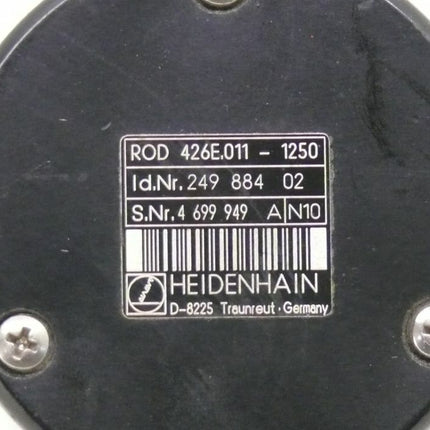 ROD 426E.011 - 1250
Id.Nr. 249 884 02
S.Nr. 4 699 949 A N10
HEIDENHAIN
D-8225 Traunreut · Germany